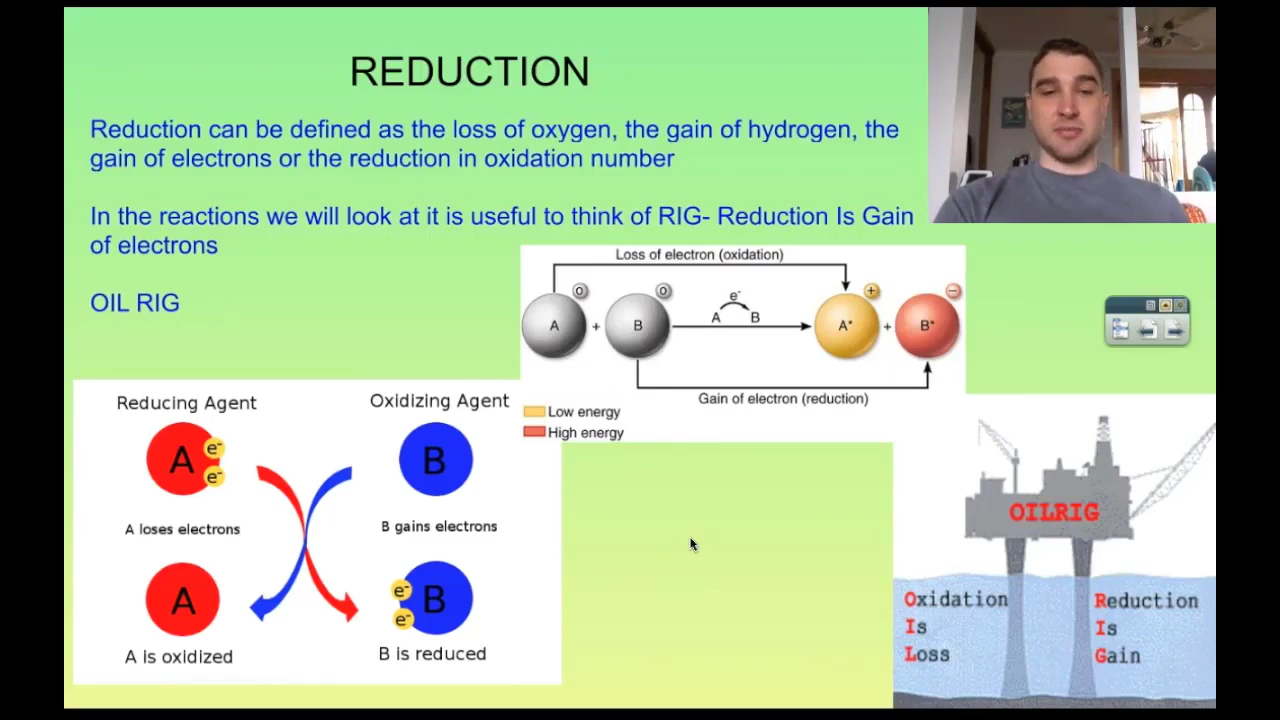 REDUCTION
Reduction can be defined as the loss of oxygen, the gain of hydrogen, the
gain of electrons or the reduction in oxidation number
In the reactions we will look at it is useful to think of RIG- Reduction Is Gain
of electrons
OIL RIG
Loss of electron (oxidation)
O O e- + −
A + B A B A* + B*
Gain of electron (reduction)
Low energy
High energy
Reducing Agent Oxidizing Agent
A e- e- B
A loses electrons B gains electrons
A e- e- B
A is oxidized B is reduced
OILRIG
Oxidation Reduction
Is Is
Loss Gain